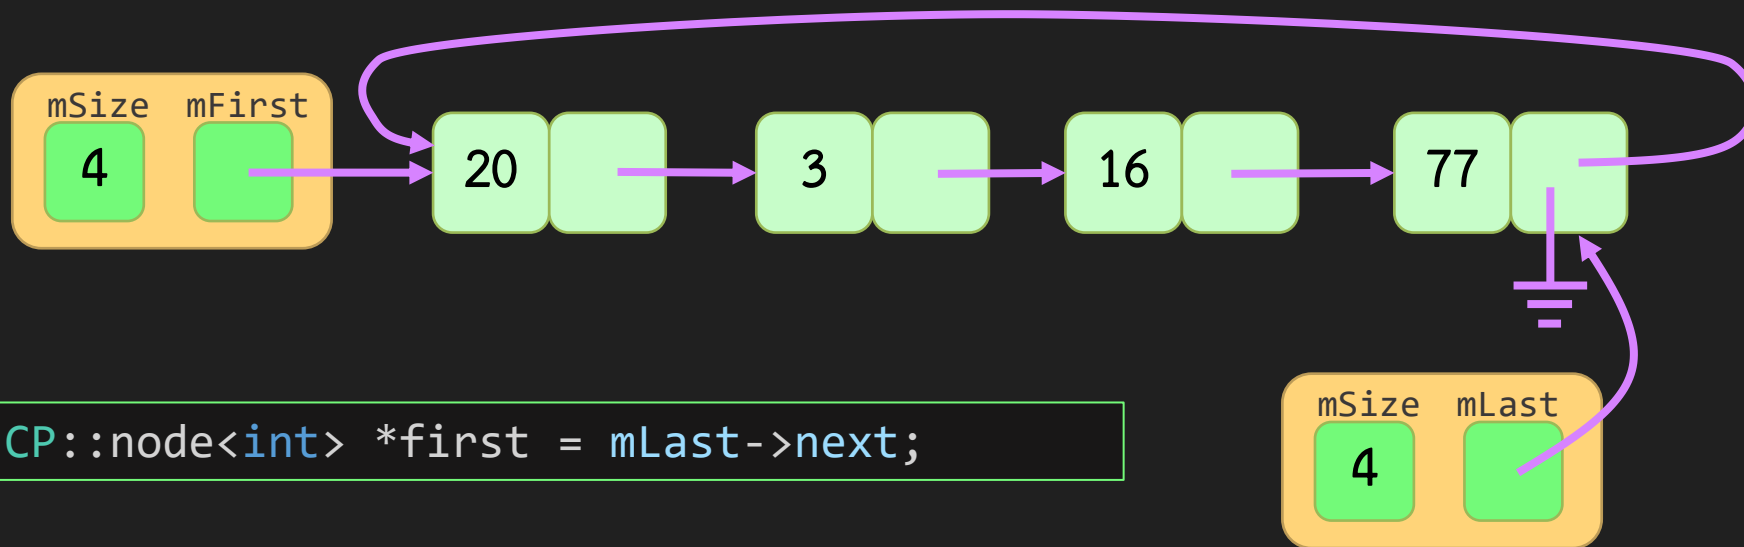 mSize mFirst
4
20 3 16 77
mSize mLast
4
CP::node<int> *first = mLast->next;